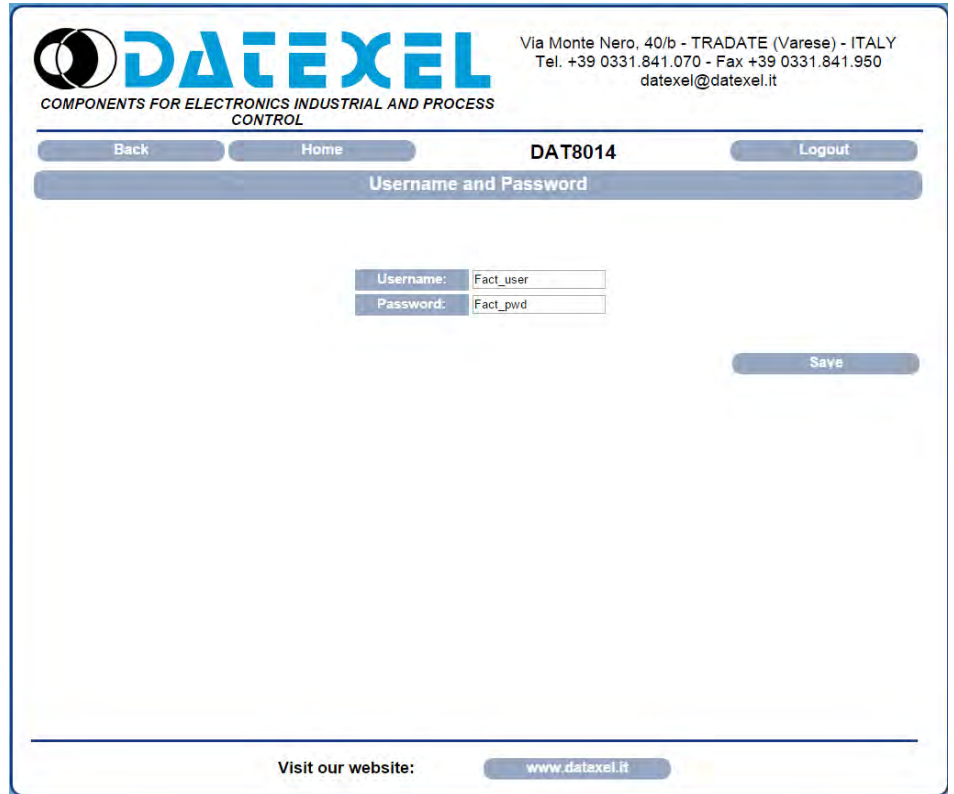 DATEXEL
COMPONENTS FOR ELECTRONICS INDUSTRIAL AND PROCESS
CONTROL
Via Monte Nero, 40/b - TRADATE (Varese) - ITALY
Tel. +39 0331.841.070 - Fax +39 0331.841.950
datexel@datexel.it
Back Home DAT8014 Logout
Username and Password
Username: Fact_user
Password: Fact_pwd
Save
Visit our website: www.datexel.it